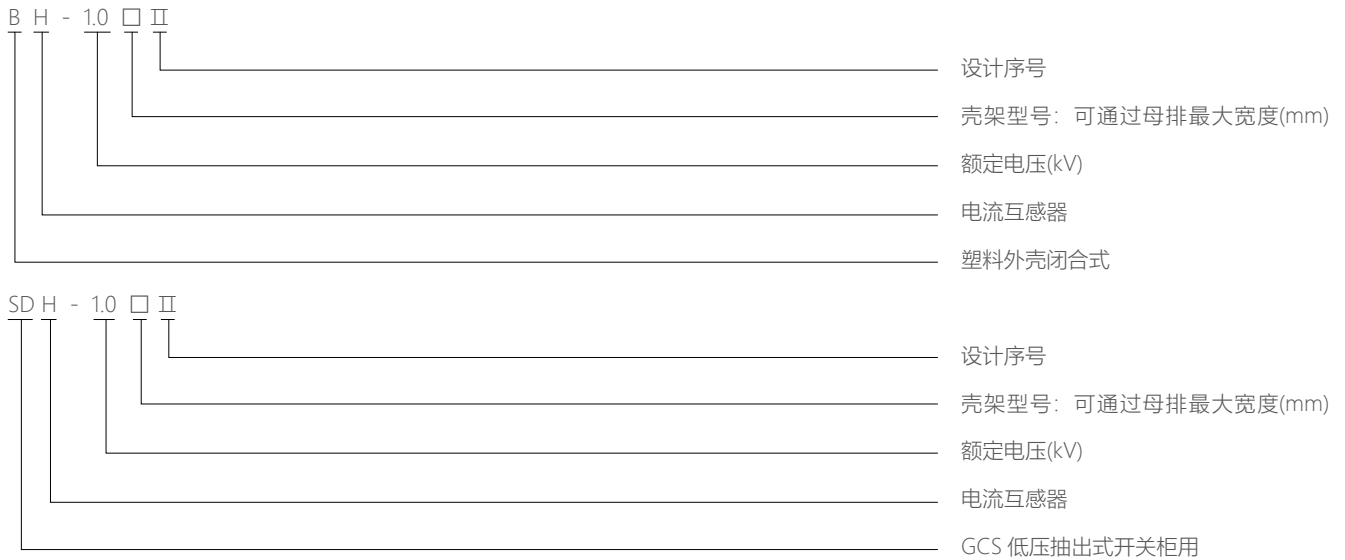 B H - 1.0 □ Ⅱ
设计序号
壳架型号：可通过母排最大宽度(mm)
额定电压(kV)
电流互感器
塑料外壳闭合式
SD H - 1.0 □ Ⅱ
设计序号
壳架型号：可通过母排最大宽度(mm)
额定电压(kV)
电流互感器
GCS 低压抽出式开关柜用